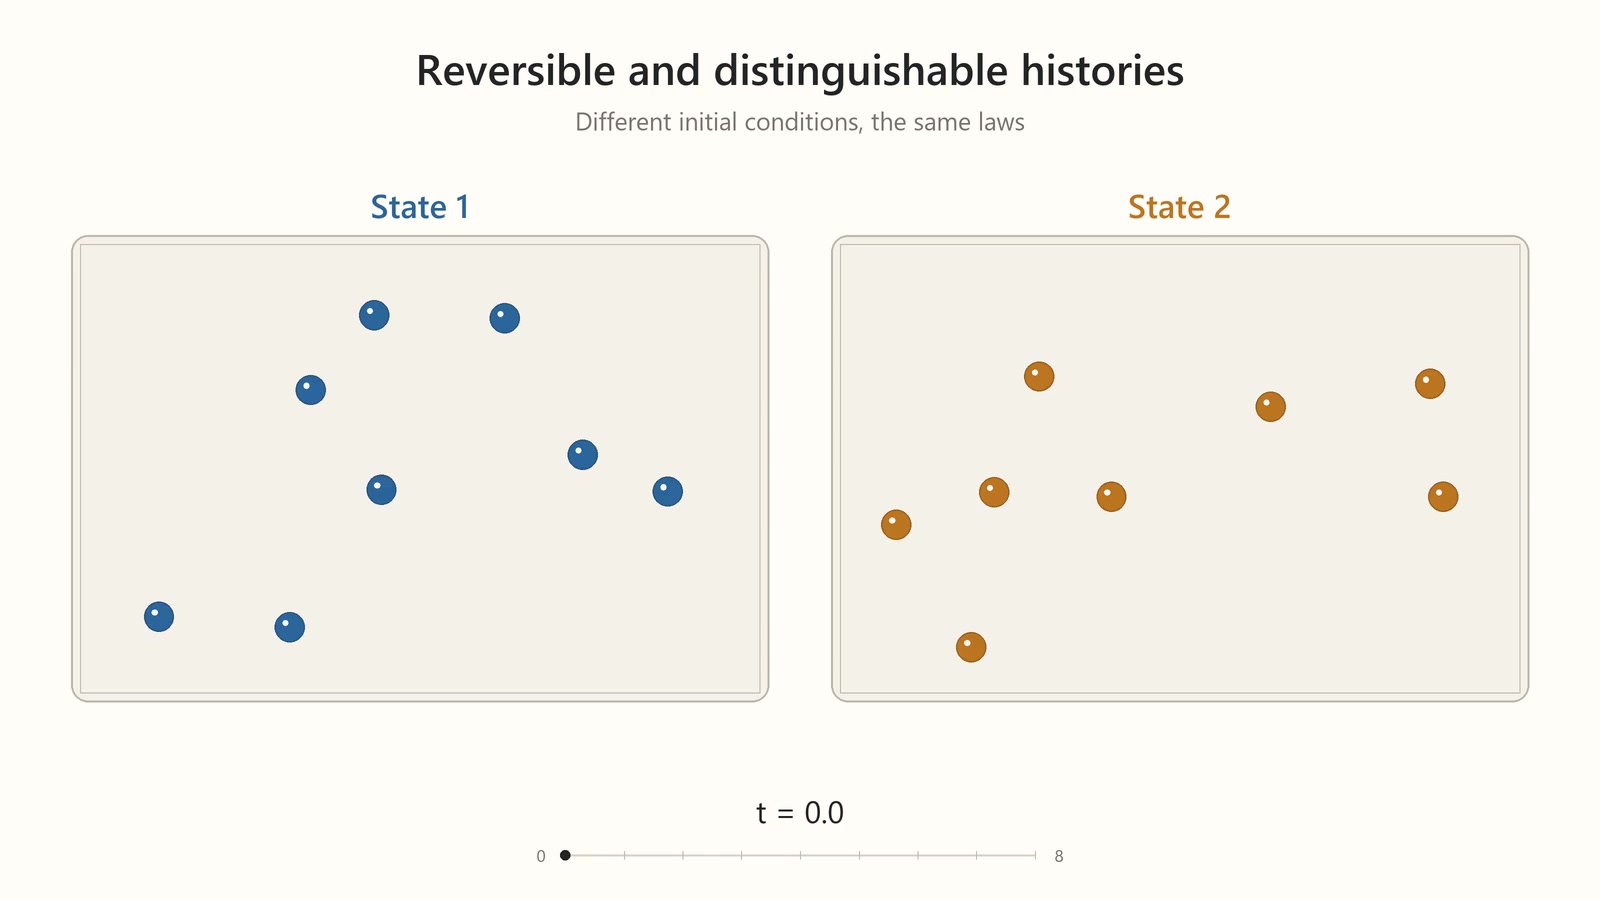 Reversible and distinguishable histories
Different initial conditions, the same laws
State 1
State 2
t = 0.0
0
8